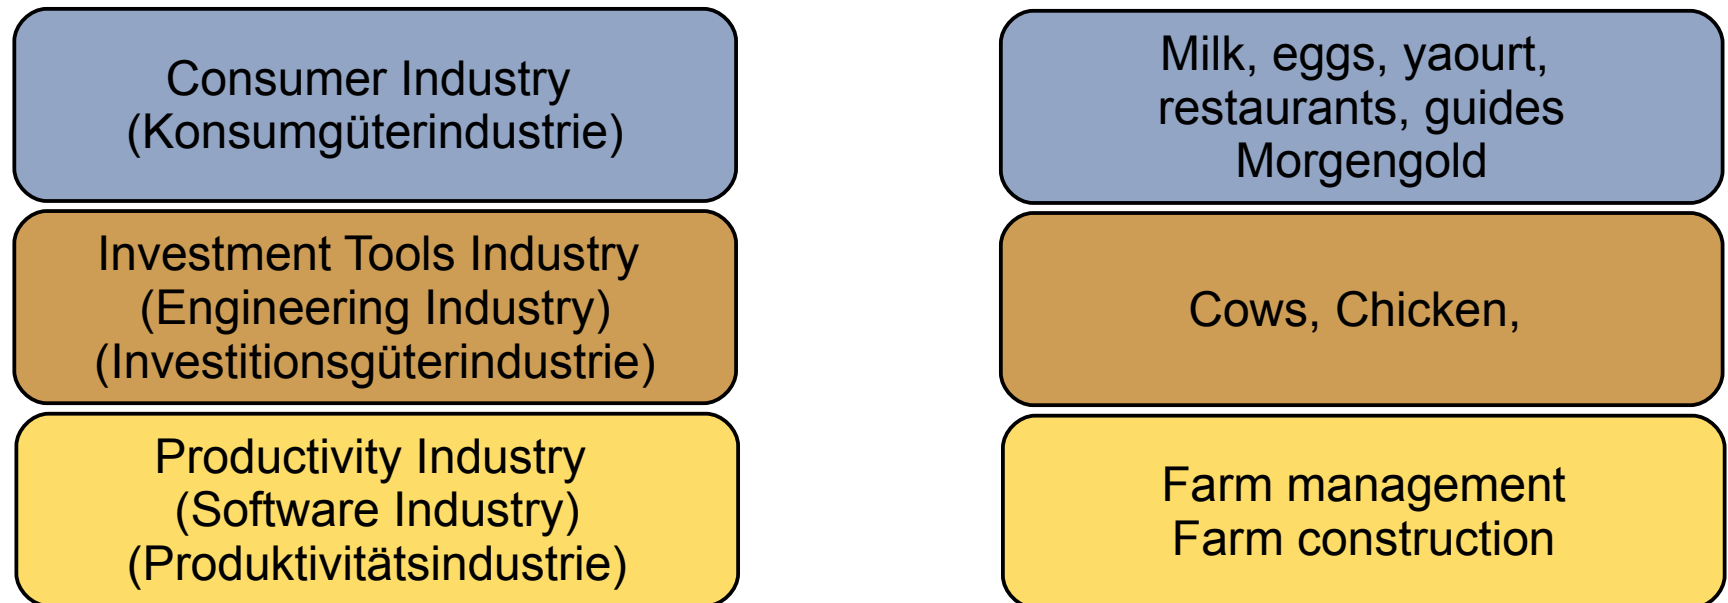 Consumer Industry
(Konsumgüterindustrie)
Investment Tools Industry
(Engineering Industry)
(Investitionsgüterindustrie)
Productivity Industry
(Software Industry)
(Produktivitätsindustrie)
Milk, eggs, yaourt,
restaurants, guides
Morgengold
Cows, Chicken,
Farm management
Farm construction